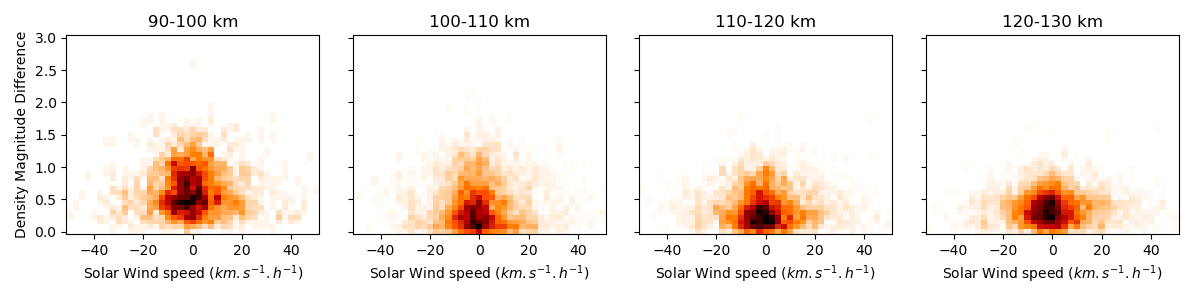 90-100 km 100-110 km 110-120 km 120-130 km
Density Magnitude Difference
3.0
2.5
2.0
1.5
1.0
0.5
0.0
−40 −20 0 20 40 −40 −20 0 20 40 −40 −20 0 20 40 −40 −20 0 20 40
Solar Wind speed (km.s⁻¹.h⁻¹) Solar Wind speed (km.s⁻¹.h⁻¹) Solar Wind speed (km.s⁻¹.h⁻¹) Solar Wind speed (km.s⁻¹.h⁻¹)